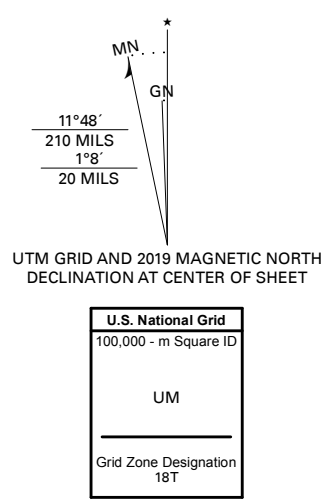 ★
MN
GN
11°48´
210 MILS
1°8´
20 MILS
UTM GRID AND 2019 MAGNETIC NORTH
DECLINATION AT CENTER OF SHEET
U.S. National Grid
100,000 - m Square ID
UM
Grid Zone Designation
18T